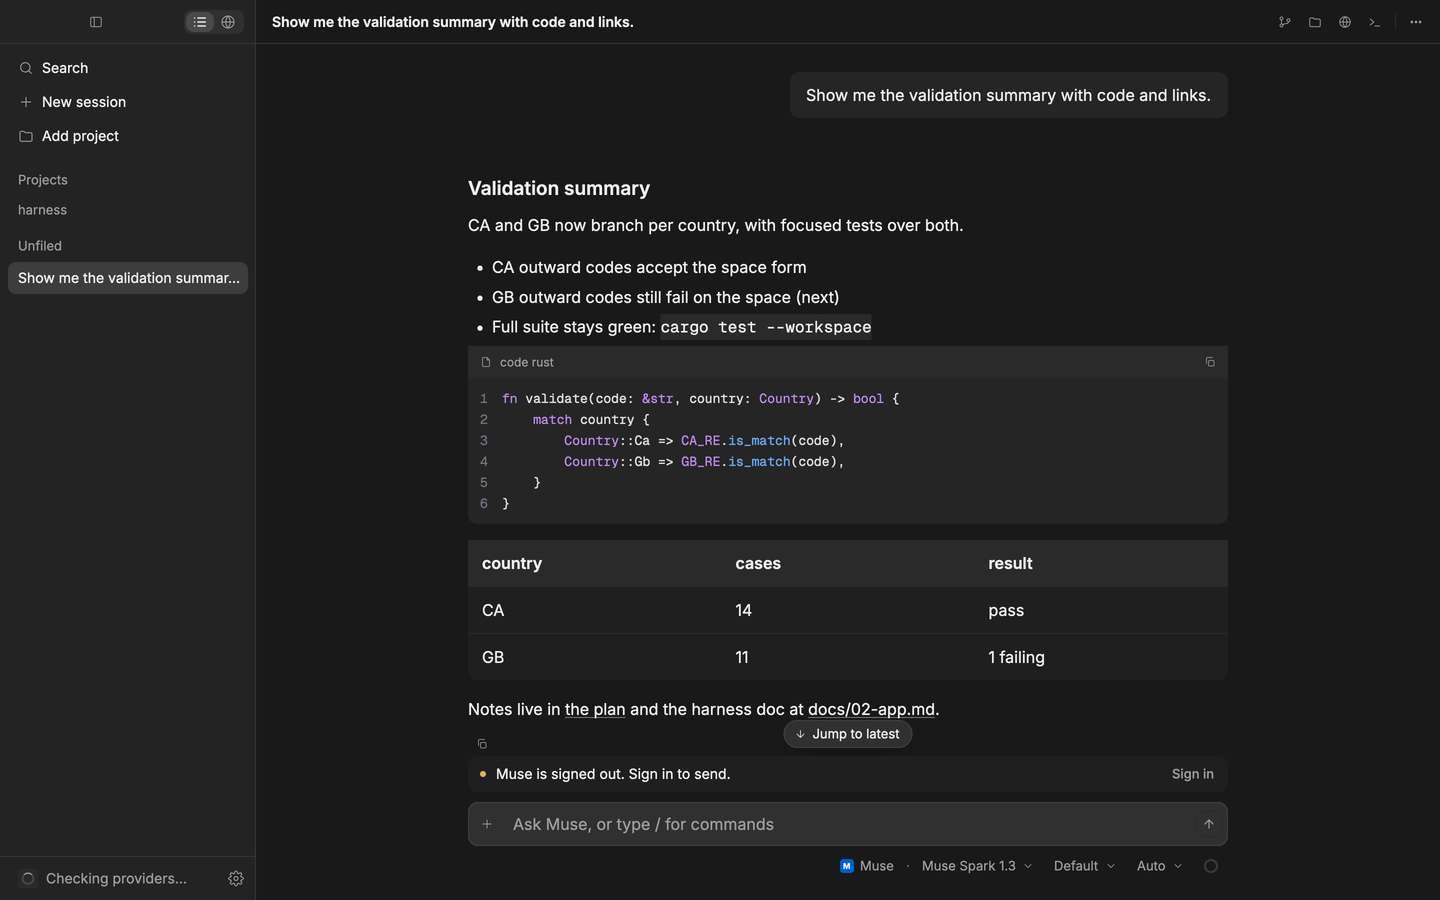 Show me the validation summary with code and links.
Search
New session
Add project
Projects
harness
Unfiled
Show me the validation summar...
Checking providers...
Show me the validation summary with code and links.
Validation summary
CA and GB now branch per country, with focused tests over both.
• CA outward codes accept the space form
• GB outward codes still fail on the space (next)
• Full suite stays green: cargo test --workspace
code rust
1 fn validate(code: &str, country: Country) -> bool {
2     match country {
3         Country::Ca => CA_RE.is_match(code),
4         Country::Gb => GB_RE.is_match(code),
5     }
6 }
country cases result
CA 14 pass
GB 11 1 failing
Notes live in the plan and the harness doc at docs/02-app.md.
Jump to latest
Muse is signed out. Sign in to send. Sign in
Ask Muse, or type / for commands
M Muse · Muse Spark 1.3 Default Auto